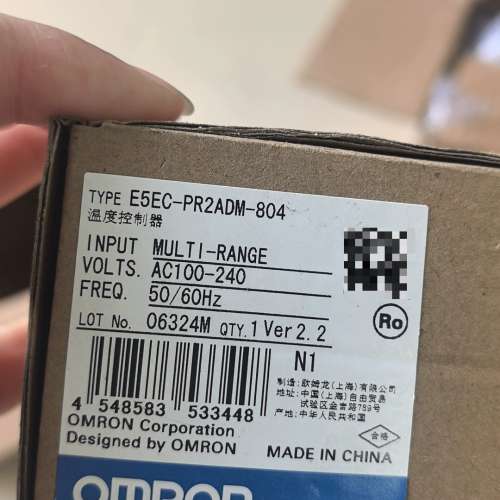 TYPE E5EC-PR2ADM-804
温度控制器
INPUT MULTI-RANGE
VOLTS. AC100-240
FREQ. 50/60Hz
LOT No. 06324M QTY.1 Ver2.2
Ro
N1
4 548583 533448
制造:欧姆龙(上海)有限公司
地址:中国(上海)自由贸易
试验区金吉路789号
产地:中华人民共和国
合格
OMRON Corporation
Designed by OMRON
MADE IN CHINA
OMRON